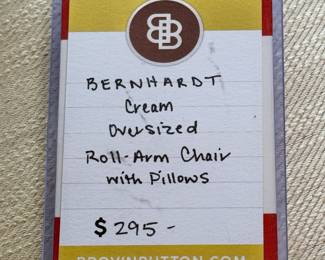 BERNHARDT
Cream
Oversized
Roll-Arm Chair
with Pillows
$295-